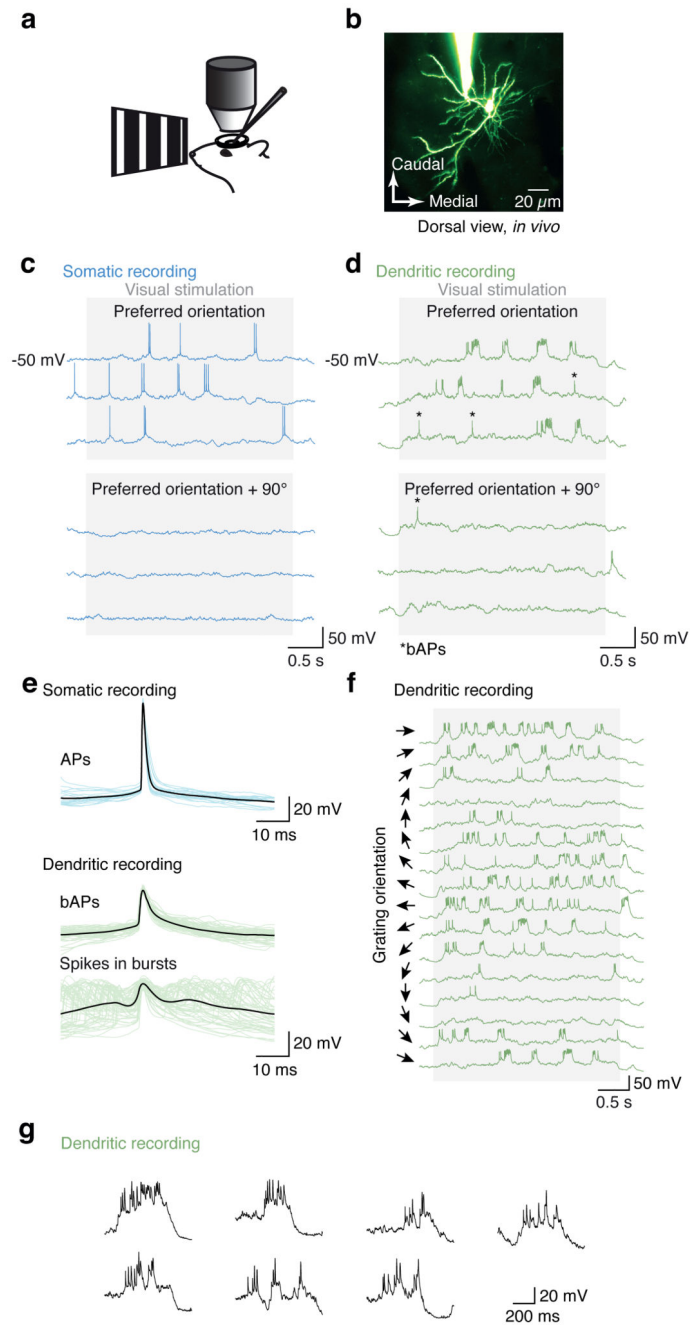 a
b
Caudal
Medial
20 µm
Dorsal view, in vivo
c
Somatic recording
Visual stimulation
Preferred orientation
-50 mV
Preferred orientation + 90°
50 mV
0.5 s
d
Dendritic recording
Visual stimulation
Preferred orientation
-50 mV
*
*
*
Preferred orientation + 90°
*
50 mV
*bAPs
0.5 s
e
Somatic recording
APs
20 mV
10 ms
Dendritic recording
bAPs
Spikes in bursts
20 mV
10 ms
f
Dendritic recording
Grating orientation
50 mV
0.5 s
g
Dendritic recording
20 mV
200 ms